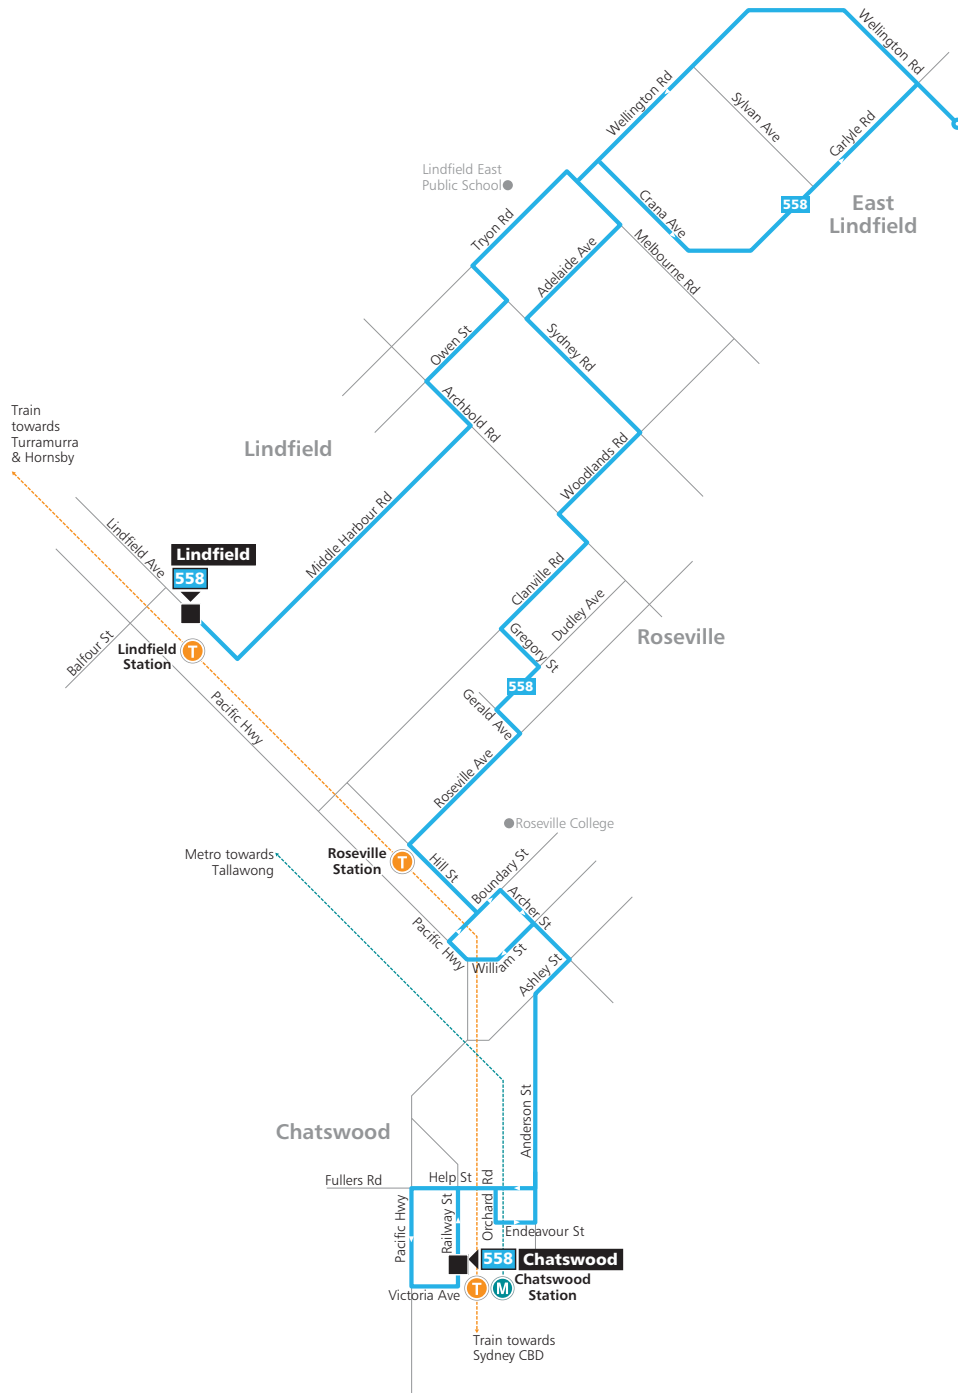 Wellington Rd
Wellington Rd
Sylvan Ave
Carlyle Rd
Lindfield East
Public School
558
East
Lindfield
Crana Ave
Tryon Rd
Melbourne Rd
Adelaide Ave
Sydney Rd
Owen St
Archbold Rd
Train
towards
Turramurra
& Hornsby
Lindfield
Woodlands Rd
Middle Harbour Rd
Lindfield Ave
Lindfield
558
Clanville Rd
Dudley Ave
Gregory St
Roseville
Balfour St
Lindfield
Station
T
558
Pacific Hwy
Gerald Ave
Roseville Ave
Roseville College
Metro towards
Tallawong
Roseville
Station
T
Hill St
Boundary St
Archer St
Pacific Hwy
William St
Ashley St
Anderson St
Chatswood
Fullers Rd
Help St
Orchard Rd
Pacific Hwy
Railway St
Endeavour St
558
Chatswood
Victoria Ave
T
M
Chatswood
Station
Train towards
Sydney CBD